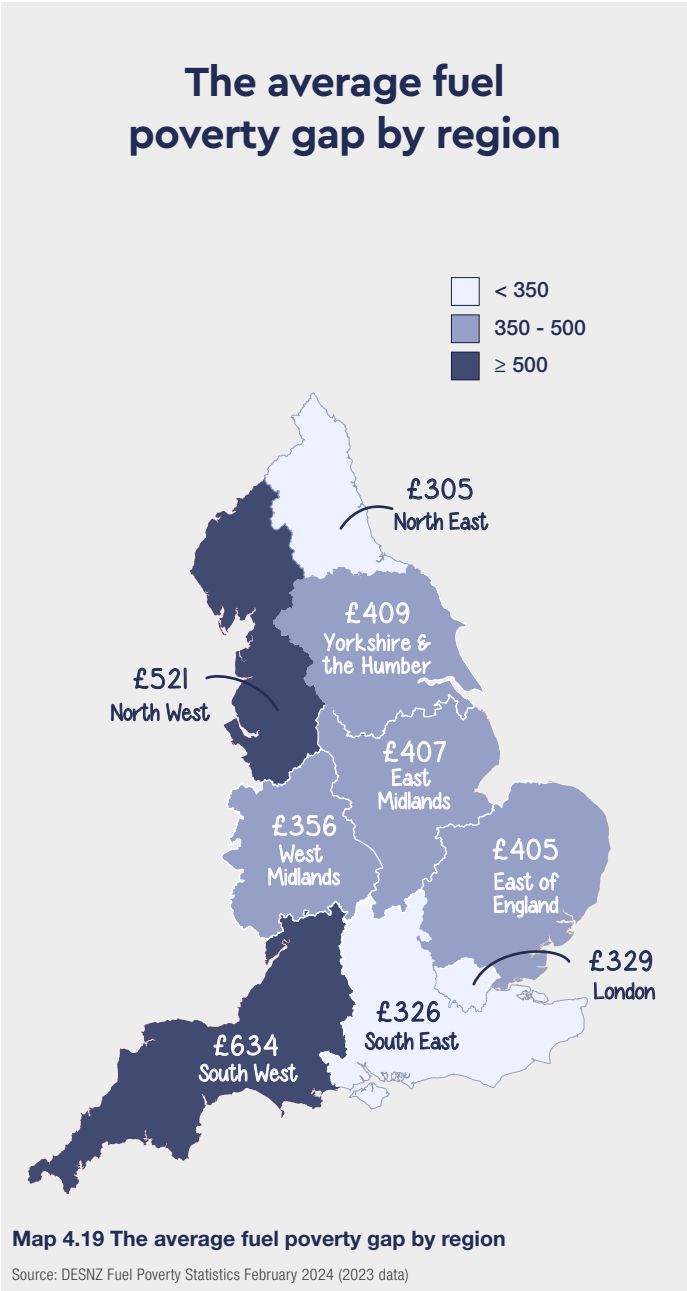 The average fuel
poverty gap by region
< 350
350 - 500
≥ 500
£305
North East
£409
Yorkshire &
the Humber
£521
North West
£407
East
Midlands
£356
West
Midlands
£405
East of
England
£329
London
£326
South East
£634
South West
Map 4.19 The average fuel poverty gap by region
Source: DESNZ Fuel Poverty Statistics February 2024 (2023 data)